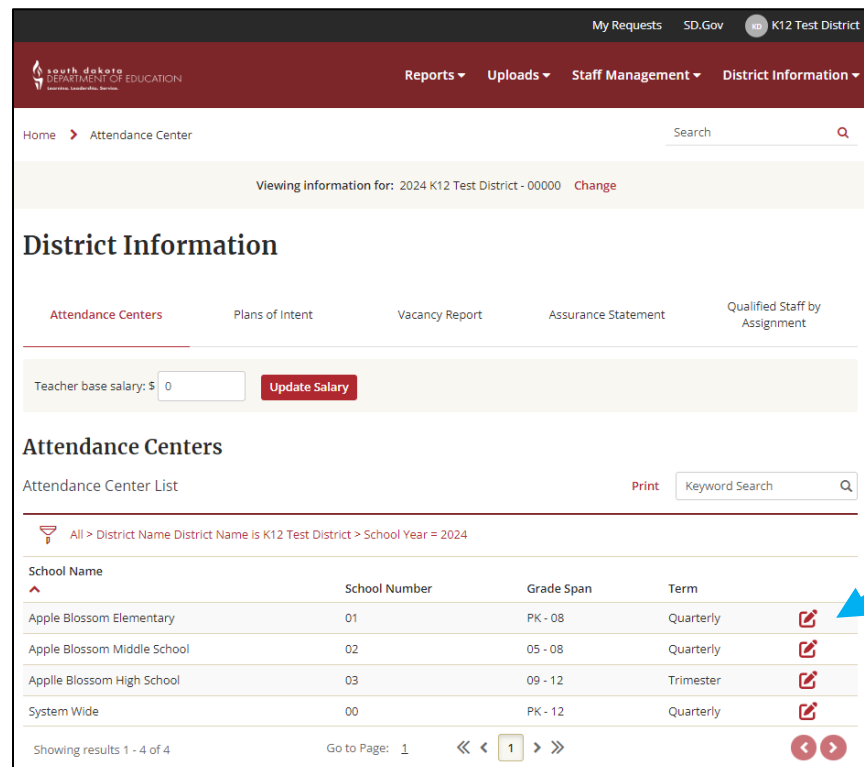 My Requests SD.Gov KD K12 Test District
south dakota
DEPARTMENT OF EDUCATION
Learning. Leadership. Service.
Reports Uploads Staff Management District Information
Home Attendance Center Search
Viewing information for: 2024 K12 Test District - 00000 Change
District Information
Attendance Centers Plans of Intent Vacancy Report Assurance Statement Qualified Staff by
Assignment
Teacher base salary: $ 0 Update Salary
Attendance Centers
Attendance Center List Print Keyword Search
All > District Name District Name is K12 Test District > School Year = 2024
School Name
School Number Grade Span Term
Apple Blossom Elementary 01 PK - 08 Quarterly
Apple Blossom Middle School 02 05 - 08 Quarterly
Applle Blossom High School 03 09 - 12 Trimester
System Wide 00 PK - 12 Quarterly
Showing results 1 - 4 of 4 Go to Page: 1 1